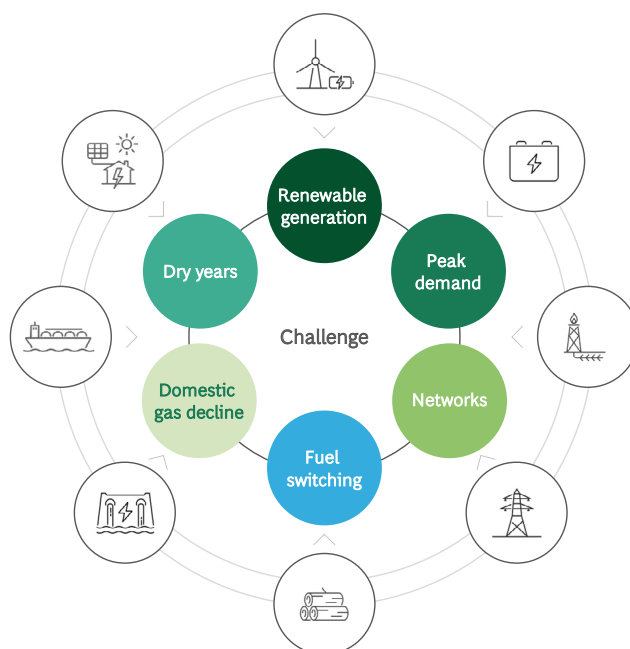 Renewable
generation
Dry years
Peak
demand
Challenge
Domestic
gas decline
Networks
Fuel
switching